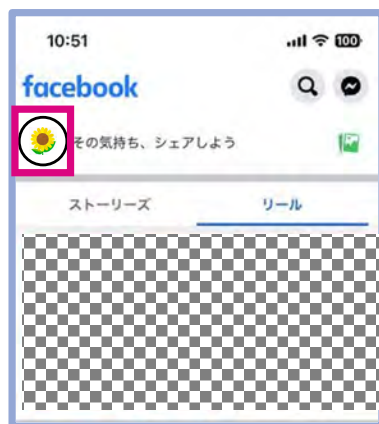 10:51
100
facebook
その気持ち、シェアしよう
ストーリーズ
リール